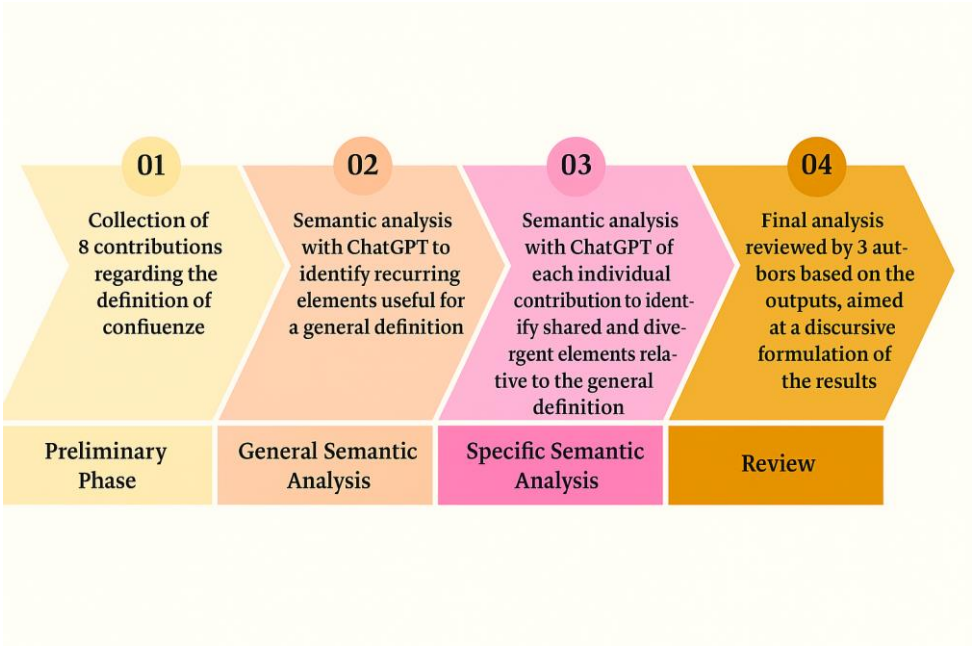 01
Collection of
8 contributions
regarding the
definition of
confiuenze
Preliminary
Phase
02
Semantic analysis
with ChatGPT to
identify recurring
elements useful for
a general definition
General Semantic
Analysis
03
Semantic analysis
with ChatGPT of
each individual
contribution to ident-
ify shared and dive-
rgent elements rela-
tive to the general
definition
Specific Semantic
Analysis
04
Final analysis
reviewed by 3 aut-
bors based on the
outputs, aimed
at a discursive
formulation of
the results
Review